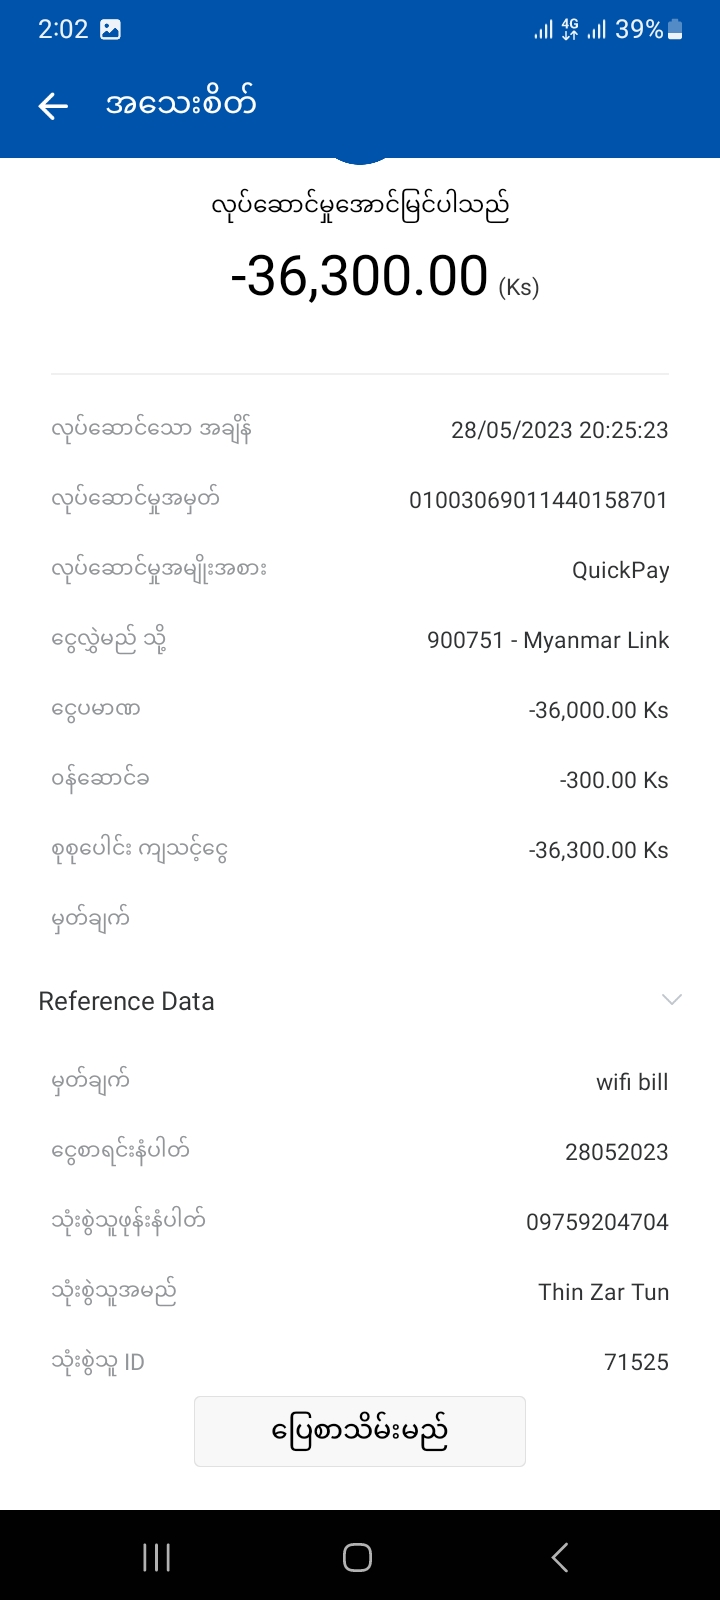 2:02 4G 39%
အသေးစိတ်
လုပ်ဆောင်မှုအောင်မြင်ပါသည်
-36,300.00 (Ks)
လုပ်ဆောင်သော အချိန် 28/05/2023 20:25:23
လုပ်ဆောင်မှုအမှတ် 01003069011440158701
လုပ်ဆောင်မှုအမျိုးအစား QuickPay
ငွေလွှဲမည် သို့ 900751 - Myanmar Link
ငွေပမာဏ -36,000.00 Ks
ဝန်ဆောင်ခ -300.00 Ks
စုစုပေါင်း ကျသင့်ငွေ -36,300.00 Ks
မှတ်ချက်
Reference Data
မှတ်ချက် wifi bill
ငွေစာရင်းနံပါတ် 28052023
သုံးစွဲသူဖုန်းနံပါတ် 09759204704
သုံးစွဲသူအမည် Thin Zar Tun
သုံးစွဲသူ ID 71525
ပြေစာသိမ်းမည်